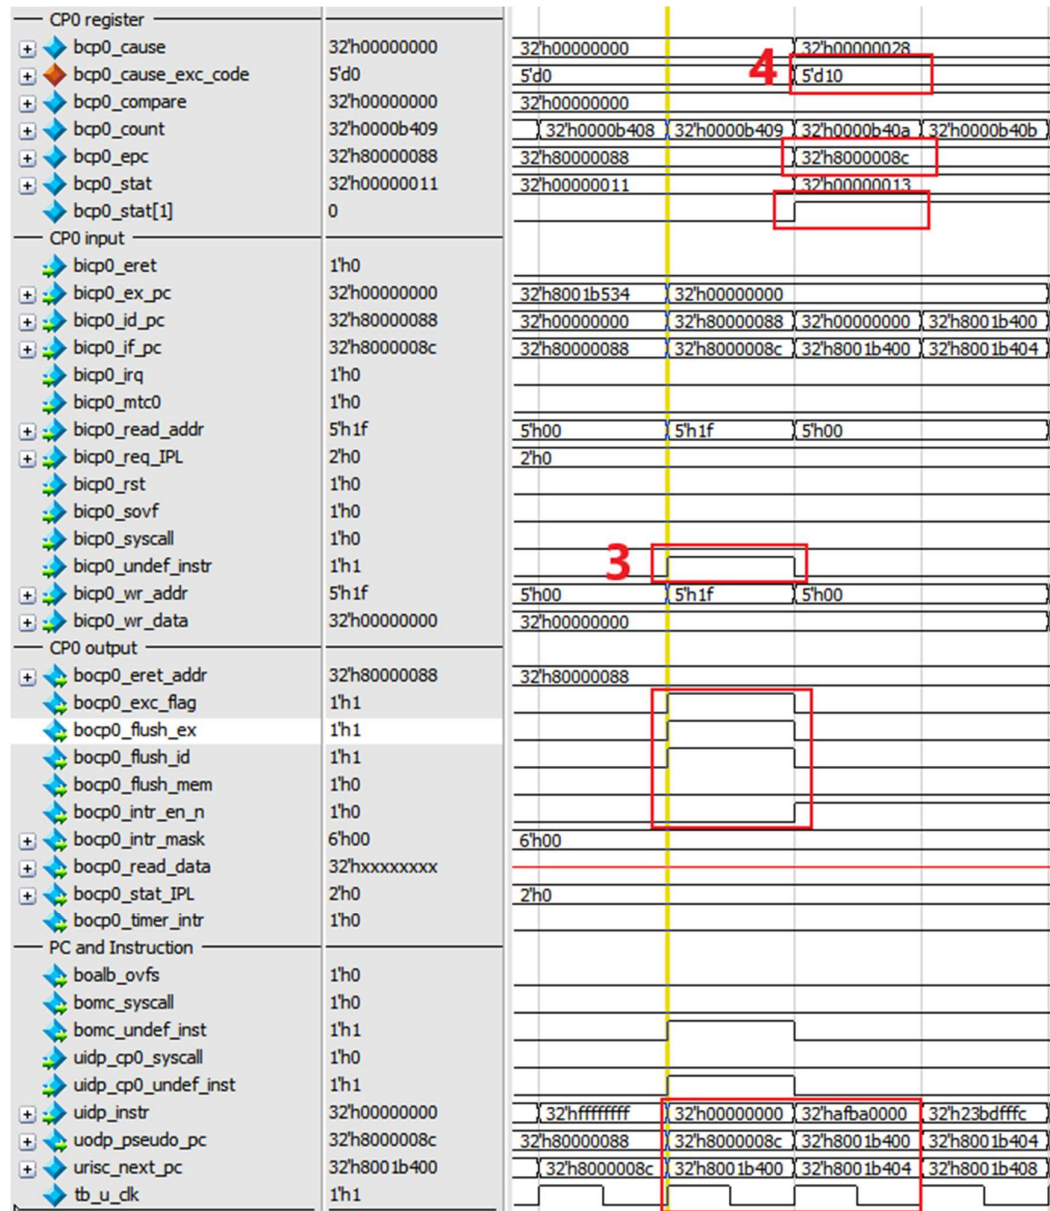 CP0 register
bcp0_cause 32'h00000000 32'h00000000 32'h00000028
bcp0_cause_exc_code 5'd0 5'd0 4 5'd10
bcp0_compare 32'h00000000 32'h00000000
bcp0_count 32'h0000b409 32'h0000b408 32'h0000b409 32'h0000b40a 32'h0000b40b
bcp0_epc 32'h80000088 32'h80000088 32'h8000008c
bcp0_stat 32'h00000011 32'h00000011 32'h00000013
bcp0_stat[1] 0
CP0 input
bicp0_eret 1'h0
bicp0_ex_pc 32'h00000000 32'h8001b534 32'h00000000
bicp0_id_pc 32'h80000088 32'h00000000 32'h80000088 32'h00000000 32'h8001b400
bicp0_if_pc 32'h8000008c 32'h80000088 32'h8000008c 32'h8001b400 32'h8001b404
bicp0_irq 1'h0
bicp0_mtc0 1'h0
bicp0_read_addr 5'h1f 5'h00 5'h1f 5'h00
bicp0_req_IPL 2'h0 2'h0
bicp0_rst 1'h0
bicp0_sovf 1'h0
bicp0_syscall 1'h0
bicp0_undef_instr 1'h1 3
bicp0_wr_addr 5'h1f 5'h00 5'h1f 5'h00
bicp0_wr_data 32'h00000000 32'h00000000
CP0 output
bocp0_eret_addr 32'h80000088 32'h80000088
bocp0_exc_flag 1'h1
bocp0_flush_ex 1'h1
bocp0_flush_id 1'h1
bocp0_flush_mem 1'h0
bocp0_intr_en_n 1'h0
bocp0_intr_mask 6'h00 6'h00
bocp0_read_data 32'hxxxxxxxx
bocp0_stat_IPL 2'h0 2'h0
bocp0_timer_intr 1'h0
PC and Instruction
boalb_ovfs 1'h0
bomc_syscall 1'h0
bomc_undef_inst 1'h1
uidp_cp0_syscall 1'h0
uidp_cp0_undef_inst 1'h1
uidp_instr 32'h00000000 32'hffffffff 32'h00000000 32'hafba0000 32'h23bdfffc
uodp_pseudo_pc 32'h8000008c 32'h80000088 32'h8000008c 32'h8001b400 32'h8001b404
urisc_next_pc 32'h8001b400 32'h8000008c 32'h8001b400 32'h8001b404 32'h8001b408
tb_u_clk 1'h1